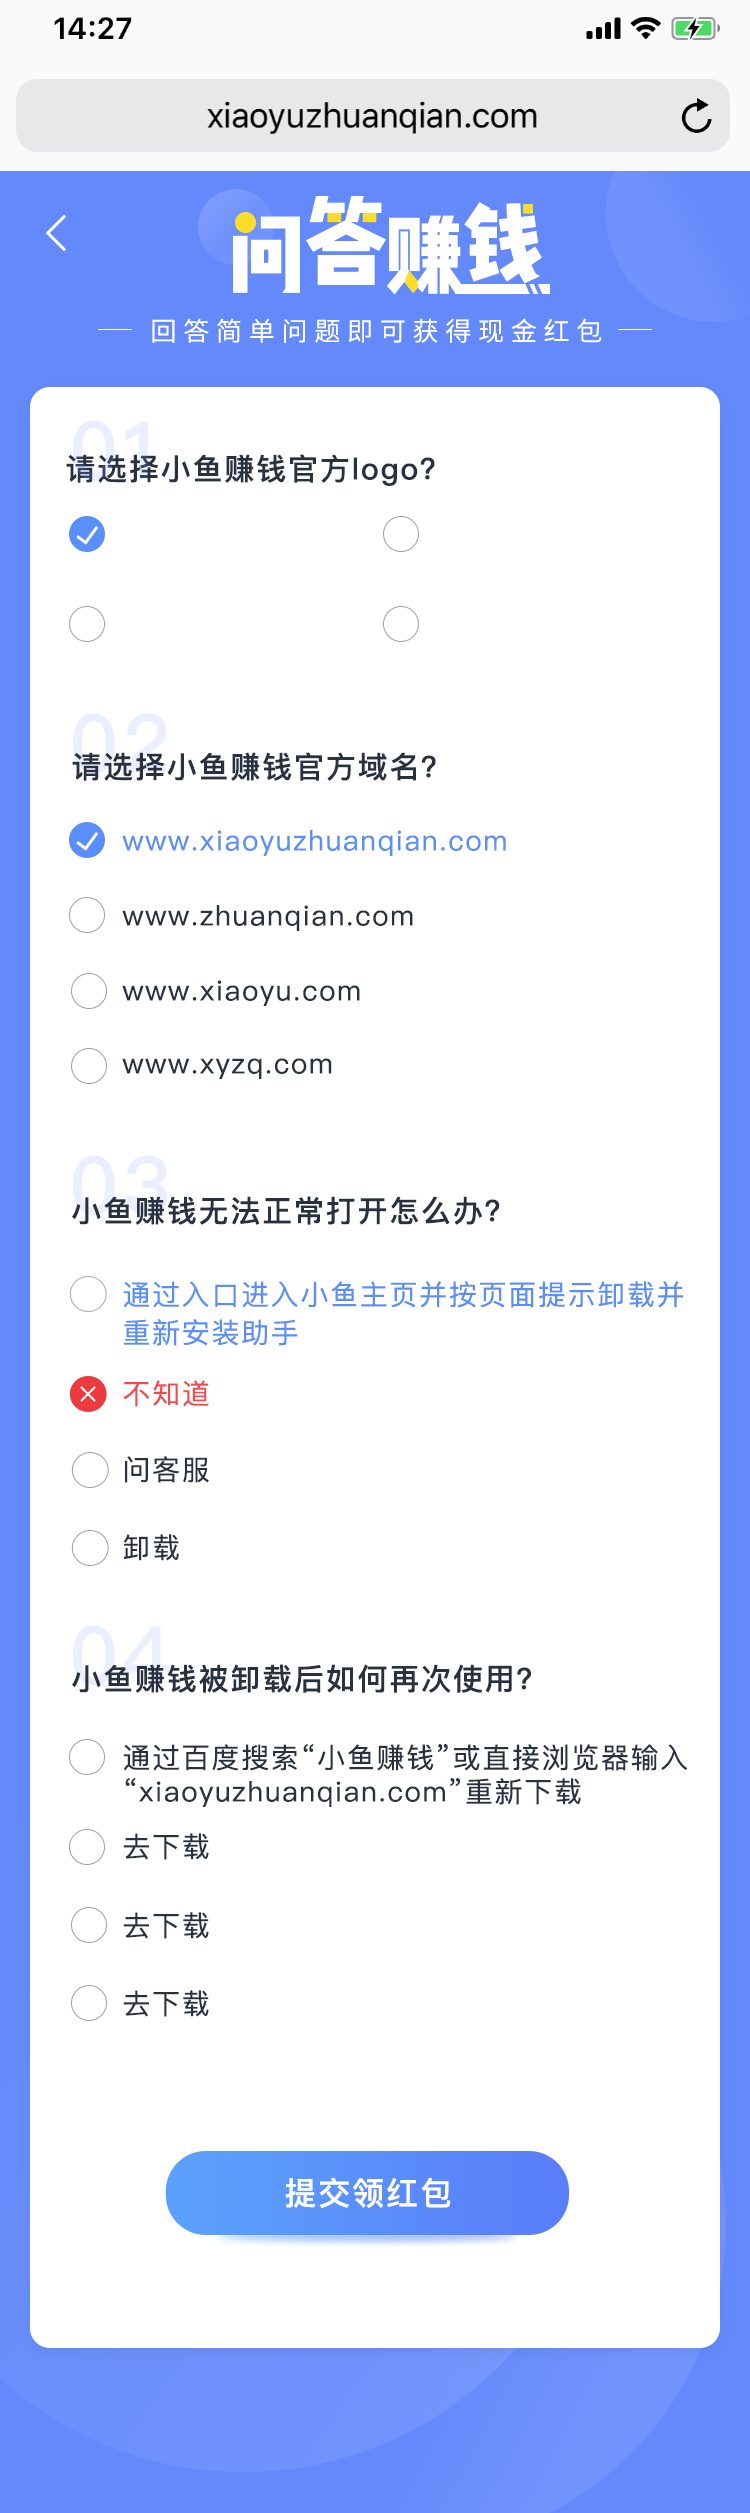 14:27
xiaoyuzhuanqian.com
问答赚钱
回答简单问题即可获得现金红包
01
请选择小鱼赚钱官方logo?
02
请选择小鱼赚钱官方域名?
www.xiaoyuzhuanqian.com
www.zhuanqian.com
www.xiaoyu.com
www.xyzq.com
03
小鱼赚钱无法正常打开怎么办?
通过入口进入小鱼主页并按页面提示卸载并
重新安装助手
不知道
问客服
卸载
04
小鱼赚钱被卸载后如何再次使用?
通过百度搜索“小鱼赚钱”或直接浏览器输入
“xiaoyuzhuanqian.com”重新下载
去下载
去下载
去下载
提交领红包